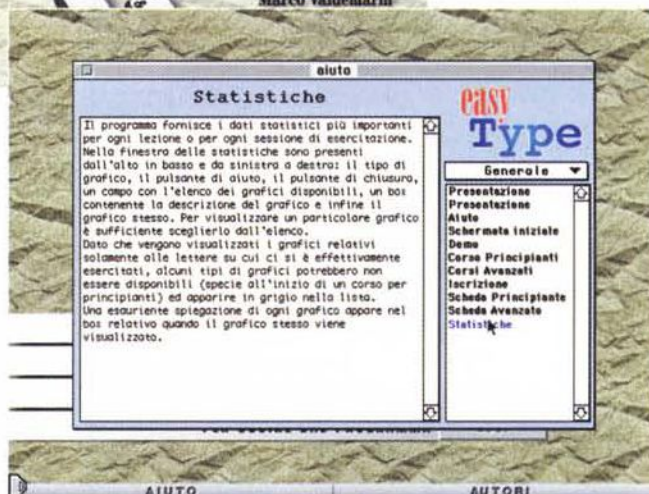 Marco Valdemarin
aiuto
Statistiche
easy
Type
Il programma fornisce i dati statistici più importanti
per ogni lezione o per ogni sessione di esercitazione.
Nella finestra delle statistiche sono presenti
dall'alto in basso e da sinistra a destra: il tipo di
grafico, il pulsante di aiuto, il pulsante di chiusura,
un campo con l'elenco dei grafici disponibili, un box
contenente la descrizione del grafico e infine il
grafico stesso. Per visualizzare un particolare grafico
è sufficiente sceglierlo dall'elenco.
Dato che vengono visualizzati i grafici relativi
solamente alle lettere su cui ci si è effettivamente
esercitati, alcuni tipi di grafici potrebbero non
essere disponibili (specie all'inizio di un corso per
principianti) ed apparire in grigio nella lista.
Una esauriente spiegazione di ogni grafico appare nel
box relativo quando il grafico stesso viene
visualizzato.
Generale
Presentazione
Presentazione
Aiuto
Schermata iniziale
Demo
Corso Principianti
Corsi Avanzati
Iscrizione
Scheda Principiante
Scheda Avanzato
Statistiche
AIUTO
AUTORI